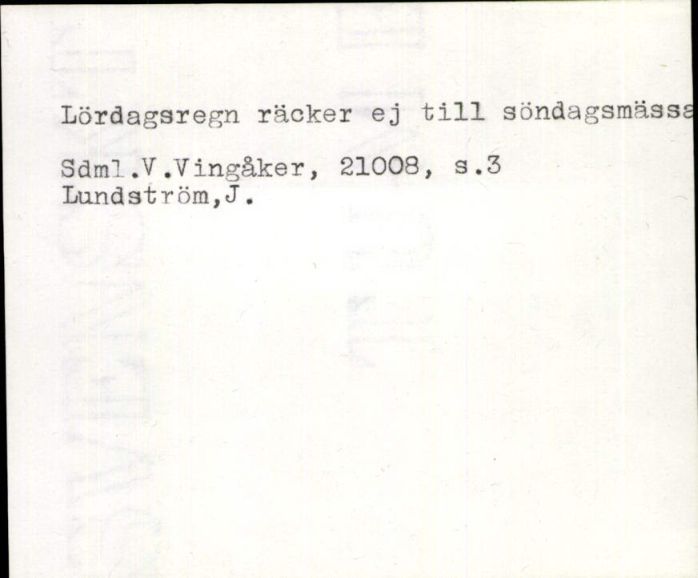 Lördagsregn räcker ej till söndagsmässa
Sdml.V.Vingåker, 21008, s.3
Lundström,J.